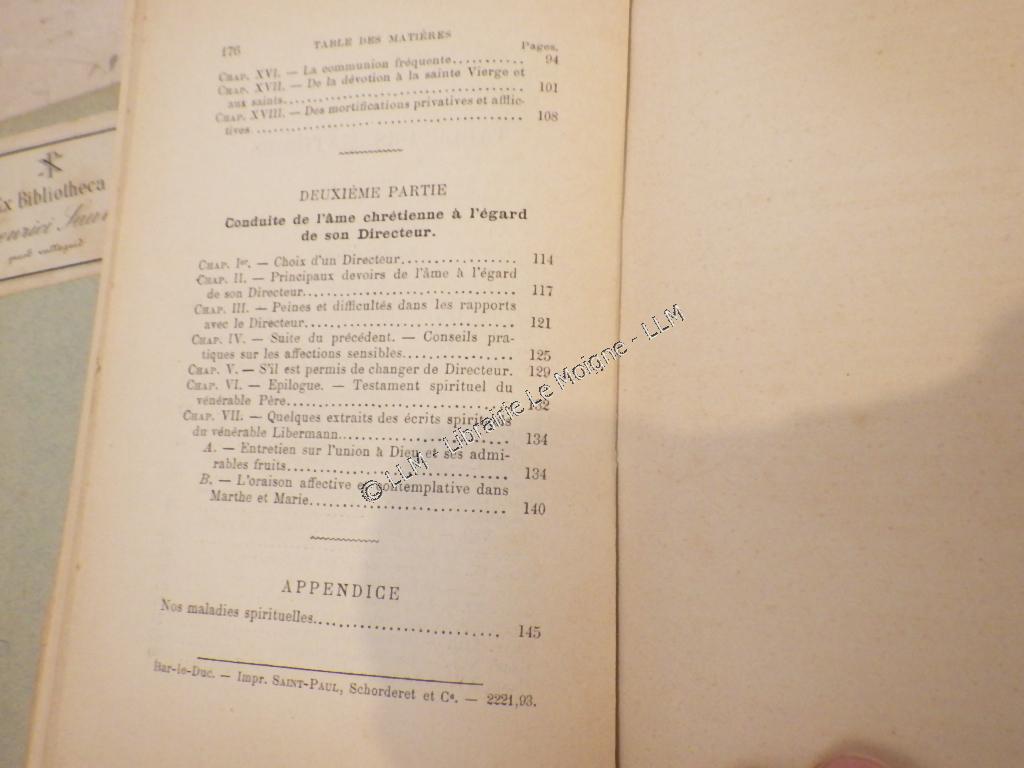 176 TABLE DES MATIÈRES
Pages.
CHAP. XVI. — La communion fréquente........... 94
CHAP. XVII. — De la dévotion à la sainte Vierge et
aux saints........................................ 101
CHAP. XVIII. — Des mortifications privatives et afflic-
tives............................................. 108
DEUXIÈME PARTIE
Conduite de l'Âme chrétienne à l'égard
de son Directeur.
CHAP. Ier. — Choix d'un Directeur................ 114
CHAP. II. — Principaux devoirs de l'âme à l'égard
de son Directeur................................ 117
CHAP. III. — Peines et difficultés dans les rapports
avec le Directeur................................ 121
CHAP. IV. — Suite du précédent. — Conseils pra-
tiques sur les affections sensibles................ 125
CHAP. V. — S'il est permis de changer de Directeur. 129
CHAP. VI. — Epilogue. — Testament spirituel du
vénérable Père................................... 132
CHAP. VII. — Quelques extraits des écrits spirituels
du vénérable Libermann......................... 134
A. — Entretien sur l'union à Dieu et ses admi-
rables fruits................................. 134
B. — L'oraison affective et contemplative dans
Marthe et Marie............................. 140
APPENDICE
Nos maladies spirituelles......................... 145
Bar-le-Duc. — Impr. SAINT-PAUL, Schorderet et Ce. — 2221,93.
Ex Bibliotheca
© LLM - Librairie Le Moigne - LLM